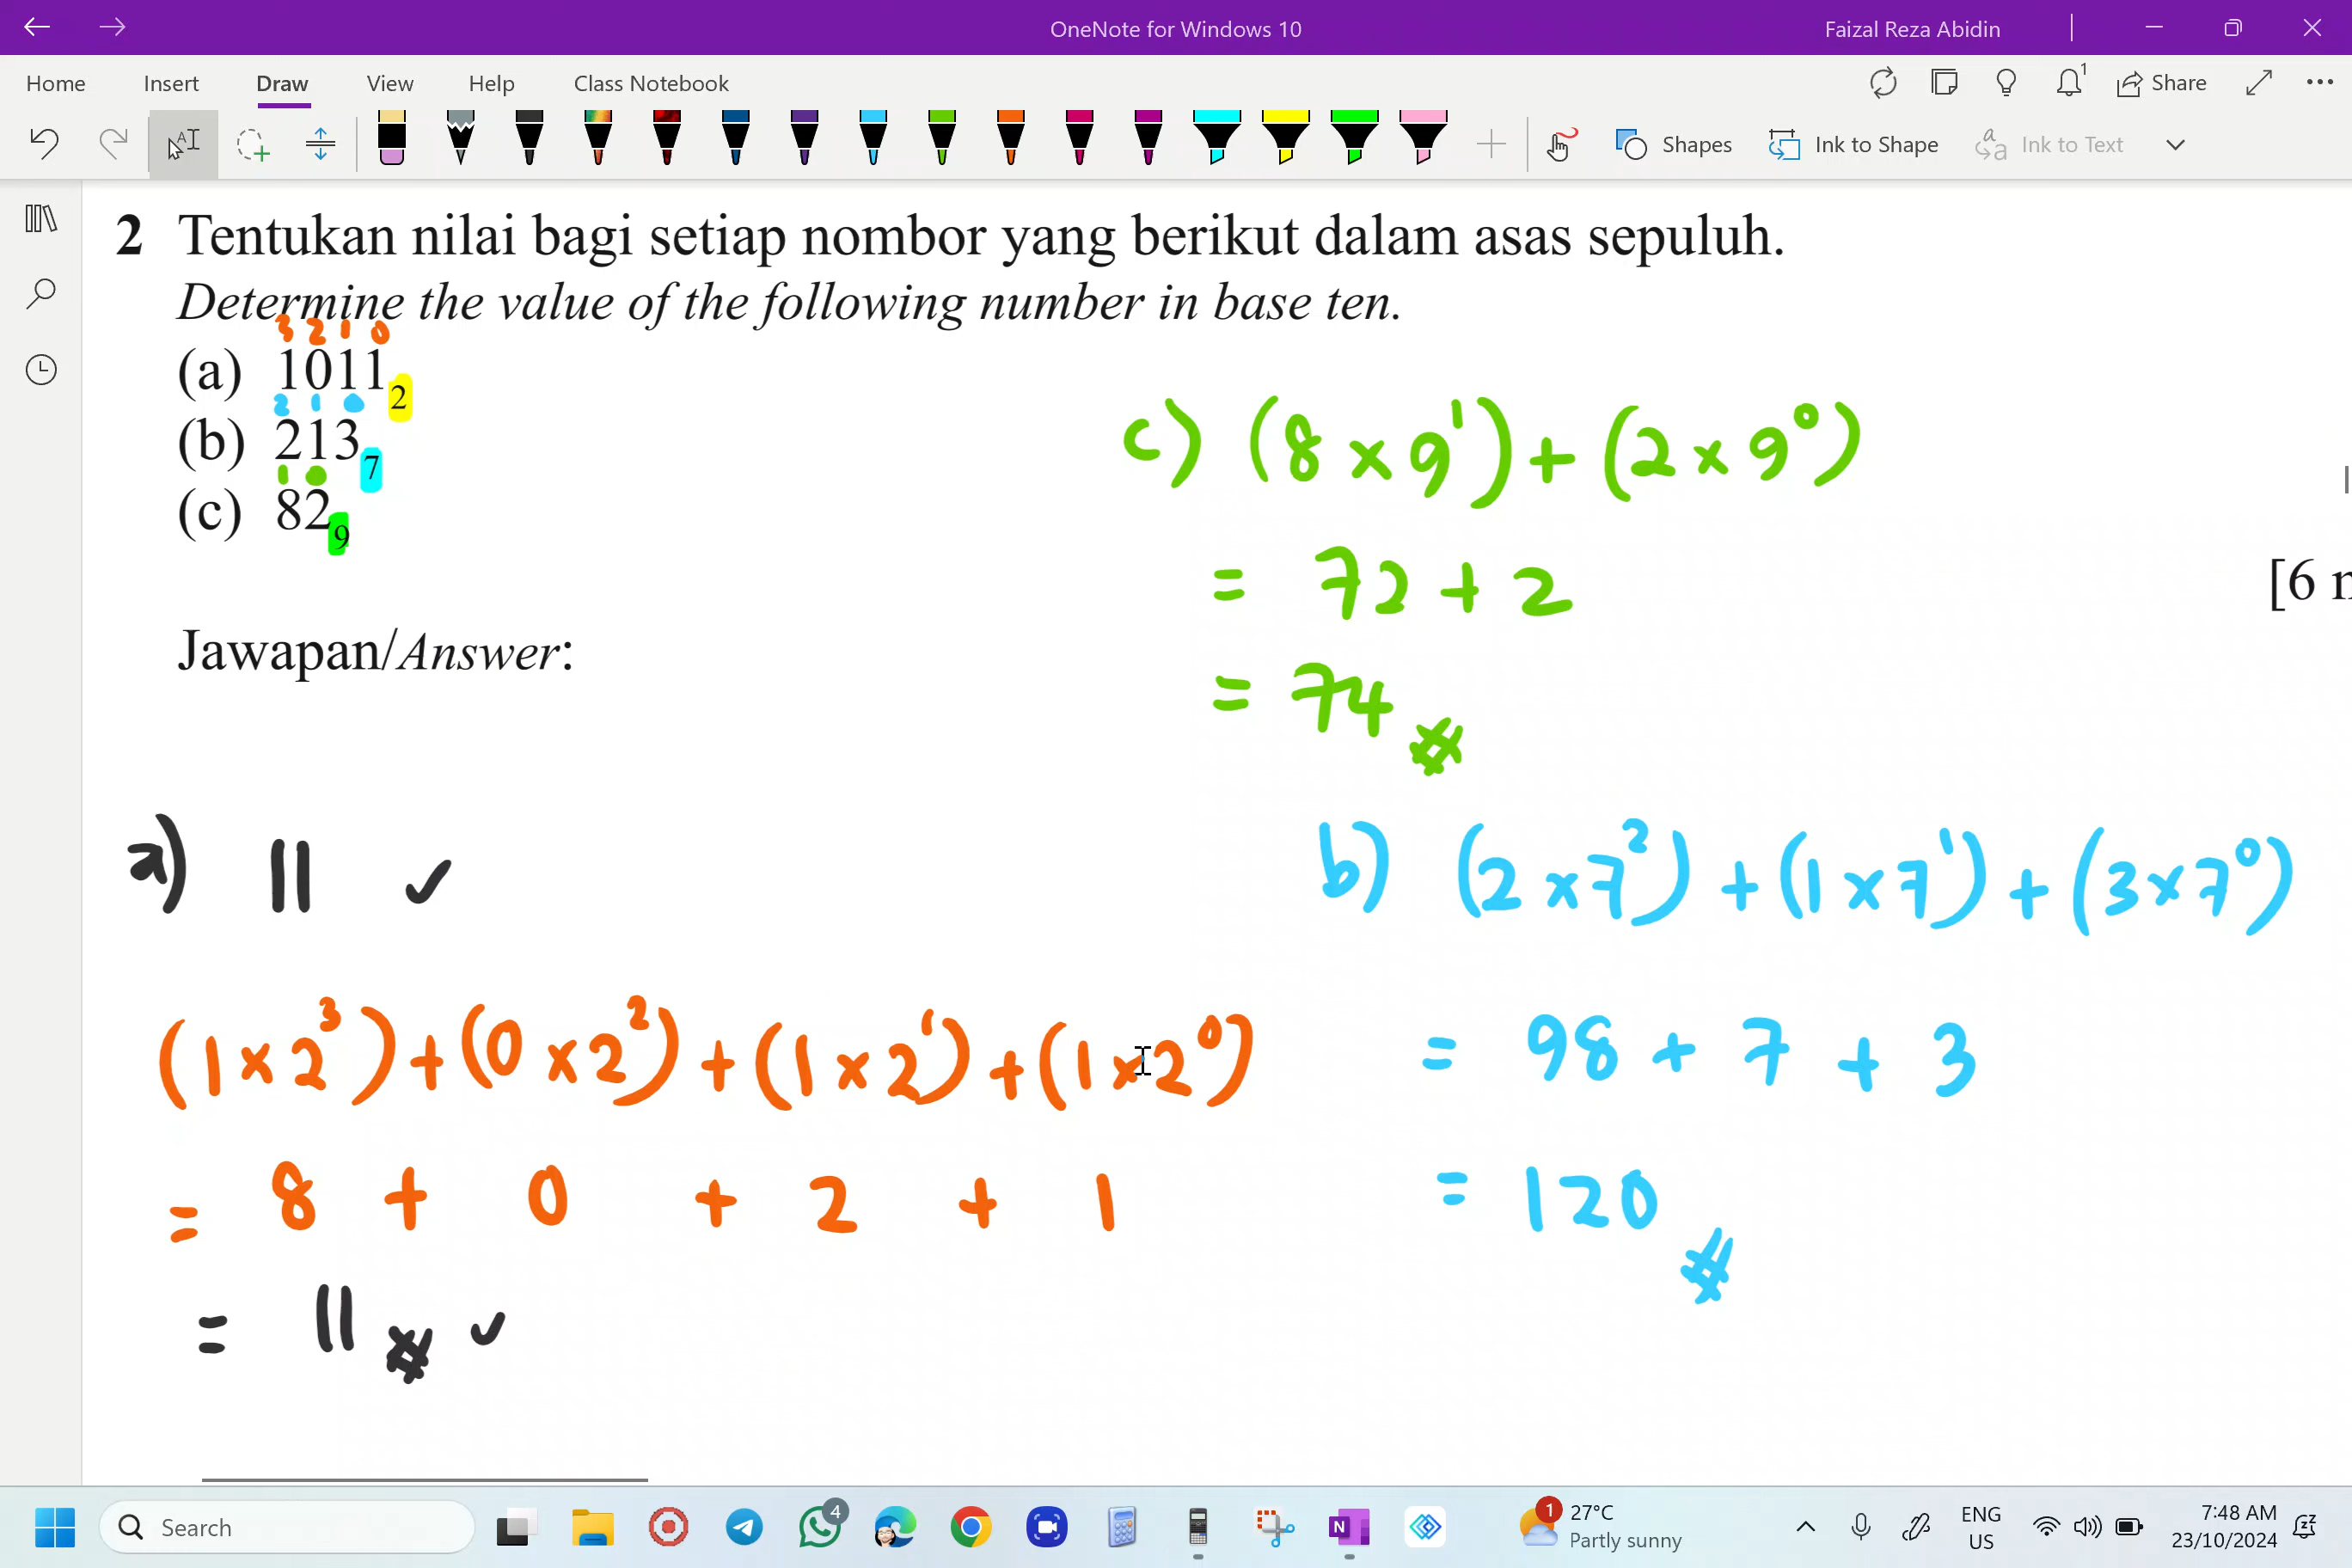 OneNote for Windows 10
Faizal Reza Abidin
Home Insert Draw View Help Class Notebook
1
Share
Shapes Ink to Shape Ink to Text
2 Tentukan nilai bagi setiap nombor yang berikut dalam asas sepuluh.
Determine the value of the following number in base ten.
3 2 1 0
(a) 1011₂
2 1 0
(b) 213₇
1 0
(c) 82₉
[6 m
Jawapan/Answer:
c) (8 × 9¹) + (2 × 9⁰)
= 72 + 2
= 74 #
a) 11 ✓
(1 × 2³) + (0 × 2²) + (1 × 2¹) + (1 × 2⁰)
= 8 + 0 + 2 + 1
= 11 # ✓
b) (2 × 7²) + (1 × 7¹) + (3 × 7⁰)
= 98 + 7 + 3
= 120 #
Search
4
N
1
27°C
Partly sunny
ENG
US
7:48 AM
23/10/2024